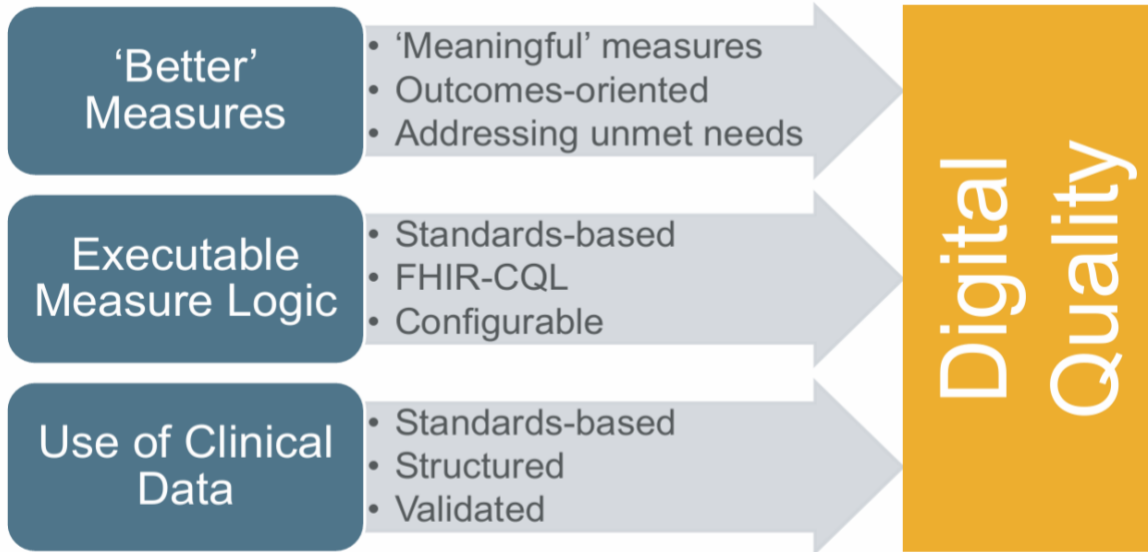 ‘Better’
Measures
• ‘Meaningful’ measures
• Outcomes-oriented
• Addressing unmet needs
Executable
Measure Logic
• Standards-based
• FHIR-CQL
• Configurable
Use of Clinical
Data
• Standards-based
• Structured
• Validated
Digital
Quality